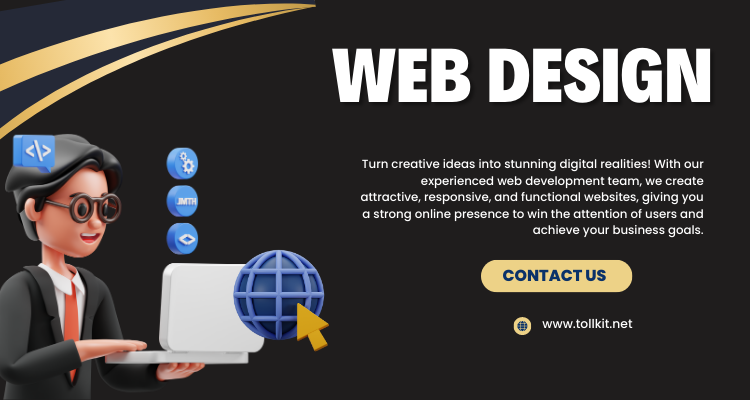 WEB DESIGN
</>
JMTH
<>
Turn creative ideas into stunning digital realities! With our
experienced web development team, we create
attractive, responsive, and functional websites, giving you
a strong online presence to win the attention of users and
achieve your business goals.
CONTACT US
www.tollkit.net